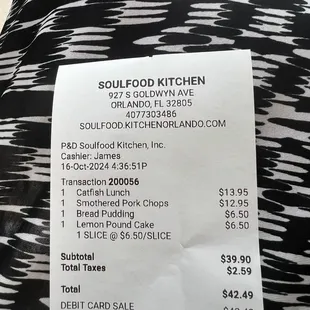 SOULFOOD KITCHEN
927 S GOLDWYN AVE
ORLANDO, FL 32805
4077303486
SOULFOOD.KITCHENORLANDO.COM
P&D Soulfood Kitchen, Inc.
Cashier: James
16-Oct-2024 4:36:51P
Transaction 200056
1 Catfish Lunch $13.95
1 Smothered Pork Chops $12.95
1 Bread Pudding $6.50
1 Lemon Pound Cake $6.50
1 SLICE @ $6.50/SLICE
Subtotal $39.90
Total Taxes $2.59
Total $42.49
DEBIT CARD SALE